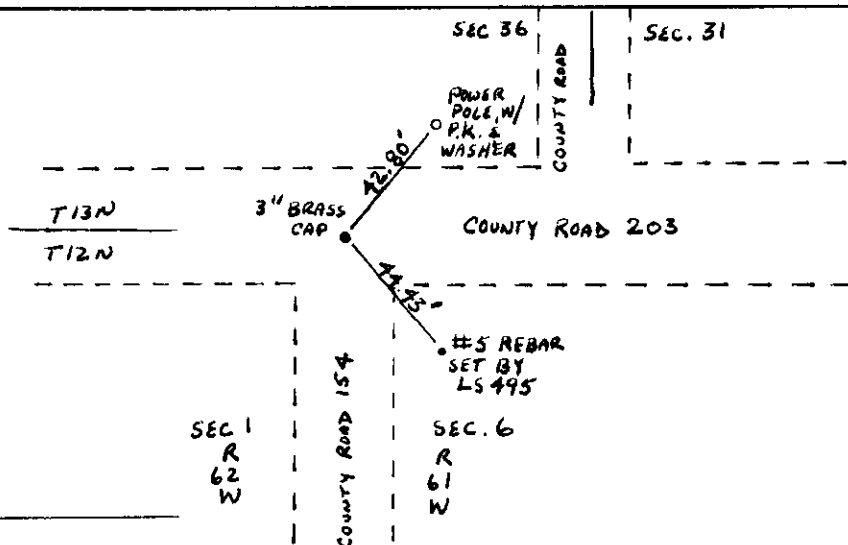 SEC 36
SEC. 31
COUNTY ROAD
POWER
POLE, W/
P.K. &
WASHER
42.80'
T13N
T12N
3" BRASS
CAP
COUNTY ROAD 203
44.43'
#5 REBAR
SET BY
LS 495
COUNTY ROAD 154
SEC 1
R
62
W
SEC. 6
R
61
W